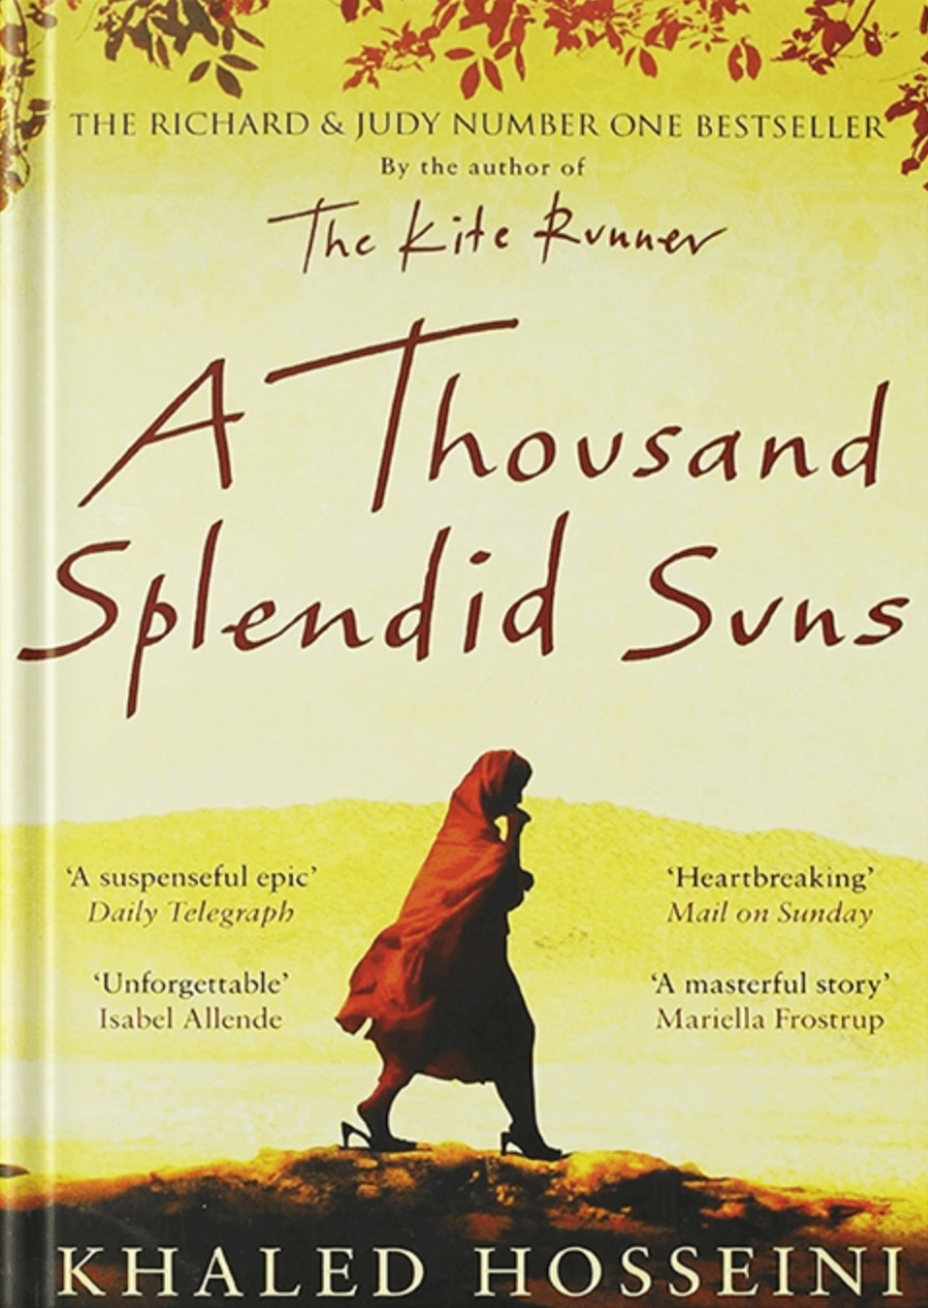 THE RICHARD & JUDY NUMBER ONE BESTSELLER
By the author of
The Kite Runner
A Thousand
Splendid Suns
‘A suspenseful epic’
Daily Telegraph
‘Unforgettable’
Isabel Allende
‘Heartbreaking’
Mail on Sunday
‘A masterful story’
Mariella Frostrup
KHALED HOSSEINI